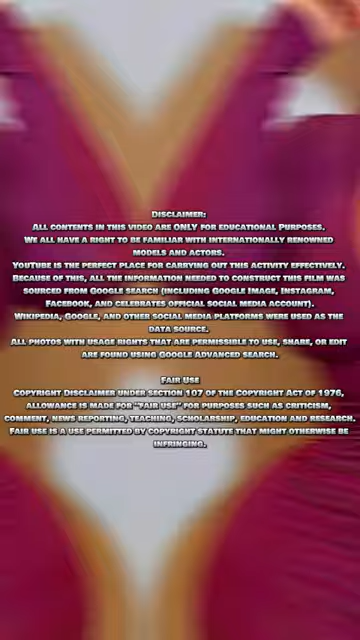 Disclaimer:
All contents in this video are ONLY for educational Purposes.
We all have a right to be familiar with internationally renowned
models and actors.
YouTube is the perfect place for carrying out this activity effectively.
Because of this, all the information needed to construct this film was
sourced from Google search (including Google Image, Instagram,
Facebook, and celebrates official social media account).
Wikipedia, Google, and other social media platforms were used as the
data source.
All photos with usage rights that are permissible to use, share, or edit
are found using Google Advanced search.
Fair Use
Copyright Disclaimer under section 107 of the Copyright Act of 1976,
allowance is made for "fair use" for purposes such as criticism,
comment, news reporting, teaching, scholarship, education and research.
Fair use is a use permitted by copyright statute that might otherwise be
infringing.